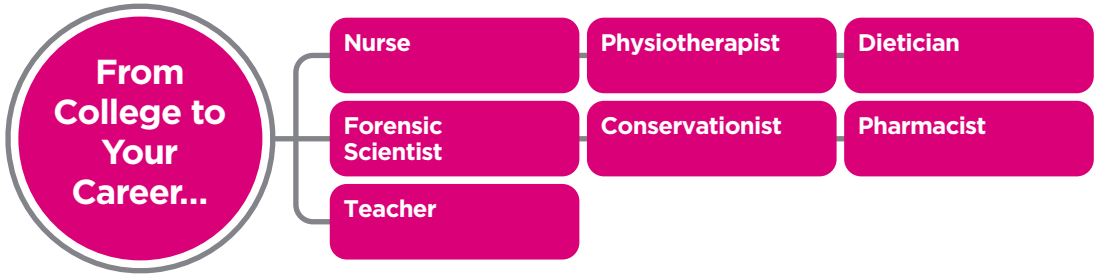 From
College to
Your
Career...
Nurse
Physiotherapist
Dietician
Forensic
Scientist
Conservationist
Pharmacist
Teacher